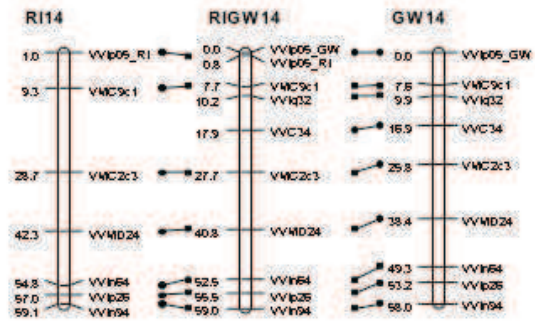 RI14 RIGW14 GW14
1.0 VVIp05_RI 0.0 VVIp05_GW 0.0 VVIp05_GW
0.8 VVIp05_RI
9.3 VMC9c1 7.7 VMC9c1 7.6 VMC9c1
10.2 VVIq32 9.9 VVIq32
17.9 VVC34 16.9 VVC34
28.7 VMC2c3 27.7 VMC2c3 25.8 VMC2c3
42.3 VVMD24 40.8 VVMD24 38.4 VVMD24
54.8 VVIn64 52.5 VVIn64 49.3 VVIn64
57.0 VVIp26 55.5 VVIp26 53.2 VVIp26
59.1 VVIn94 59.0 VVIn94 58.0 VVIn94